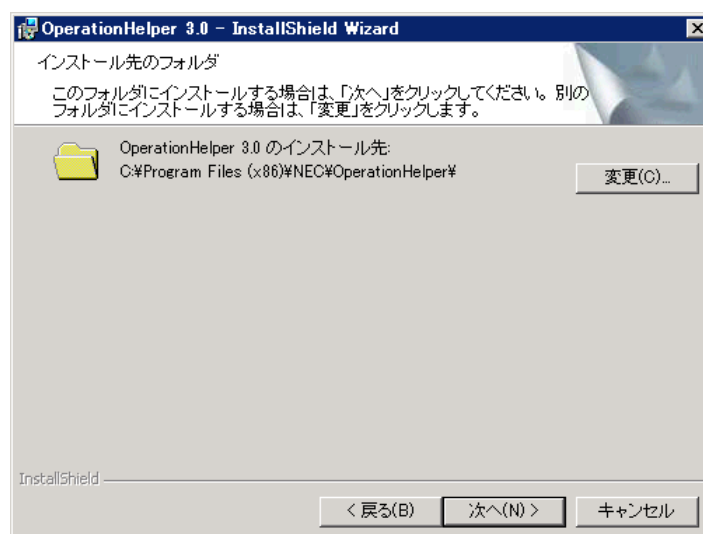 OperationHelper 3.0 - InstallShield Wizard
インストール先のフォルダ
このフォルダにインストールする場合は、「次へ」をクリックしてください。別の
フォルダにインストールする場合は、「変更」をクリックします。
OperationHelper 3.0 のインストール先:
C:¥Program Files (x86)¥NEC¥OperationHelper¥
変更(C)...
InstallShield
< 戻る(B)
次へ(N) >
キャンセル